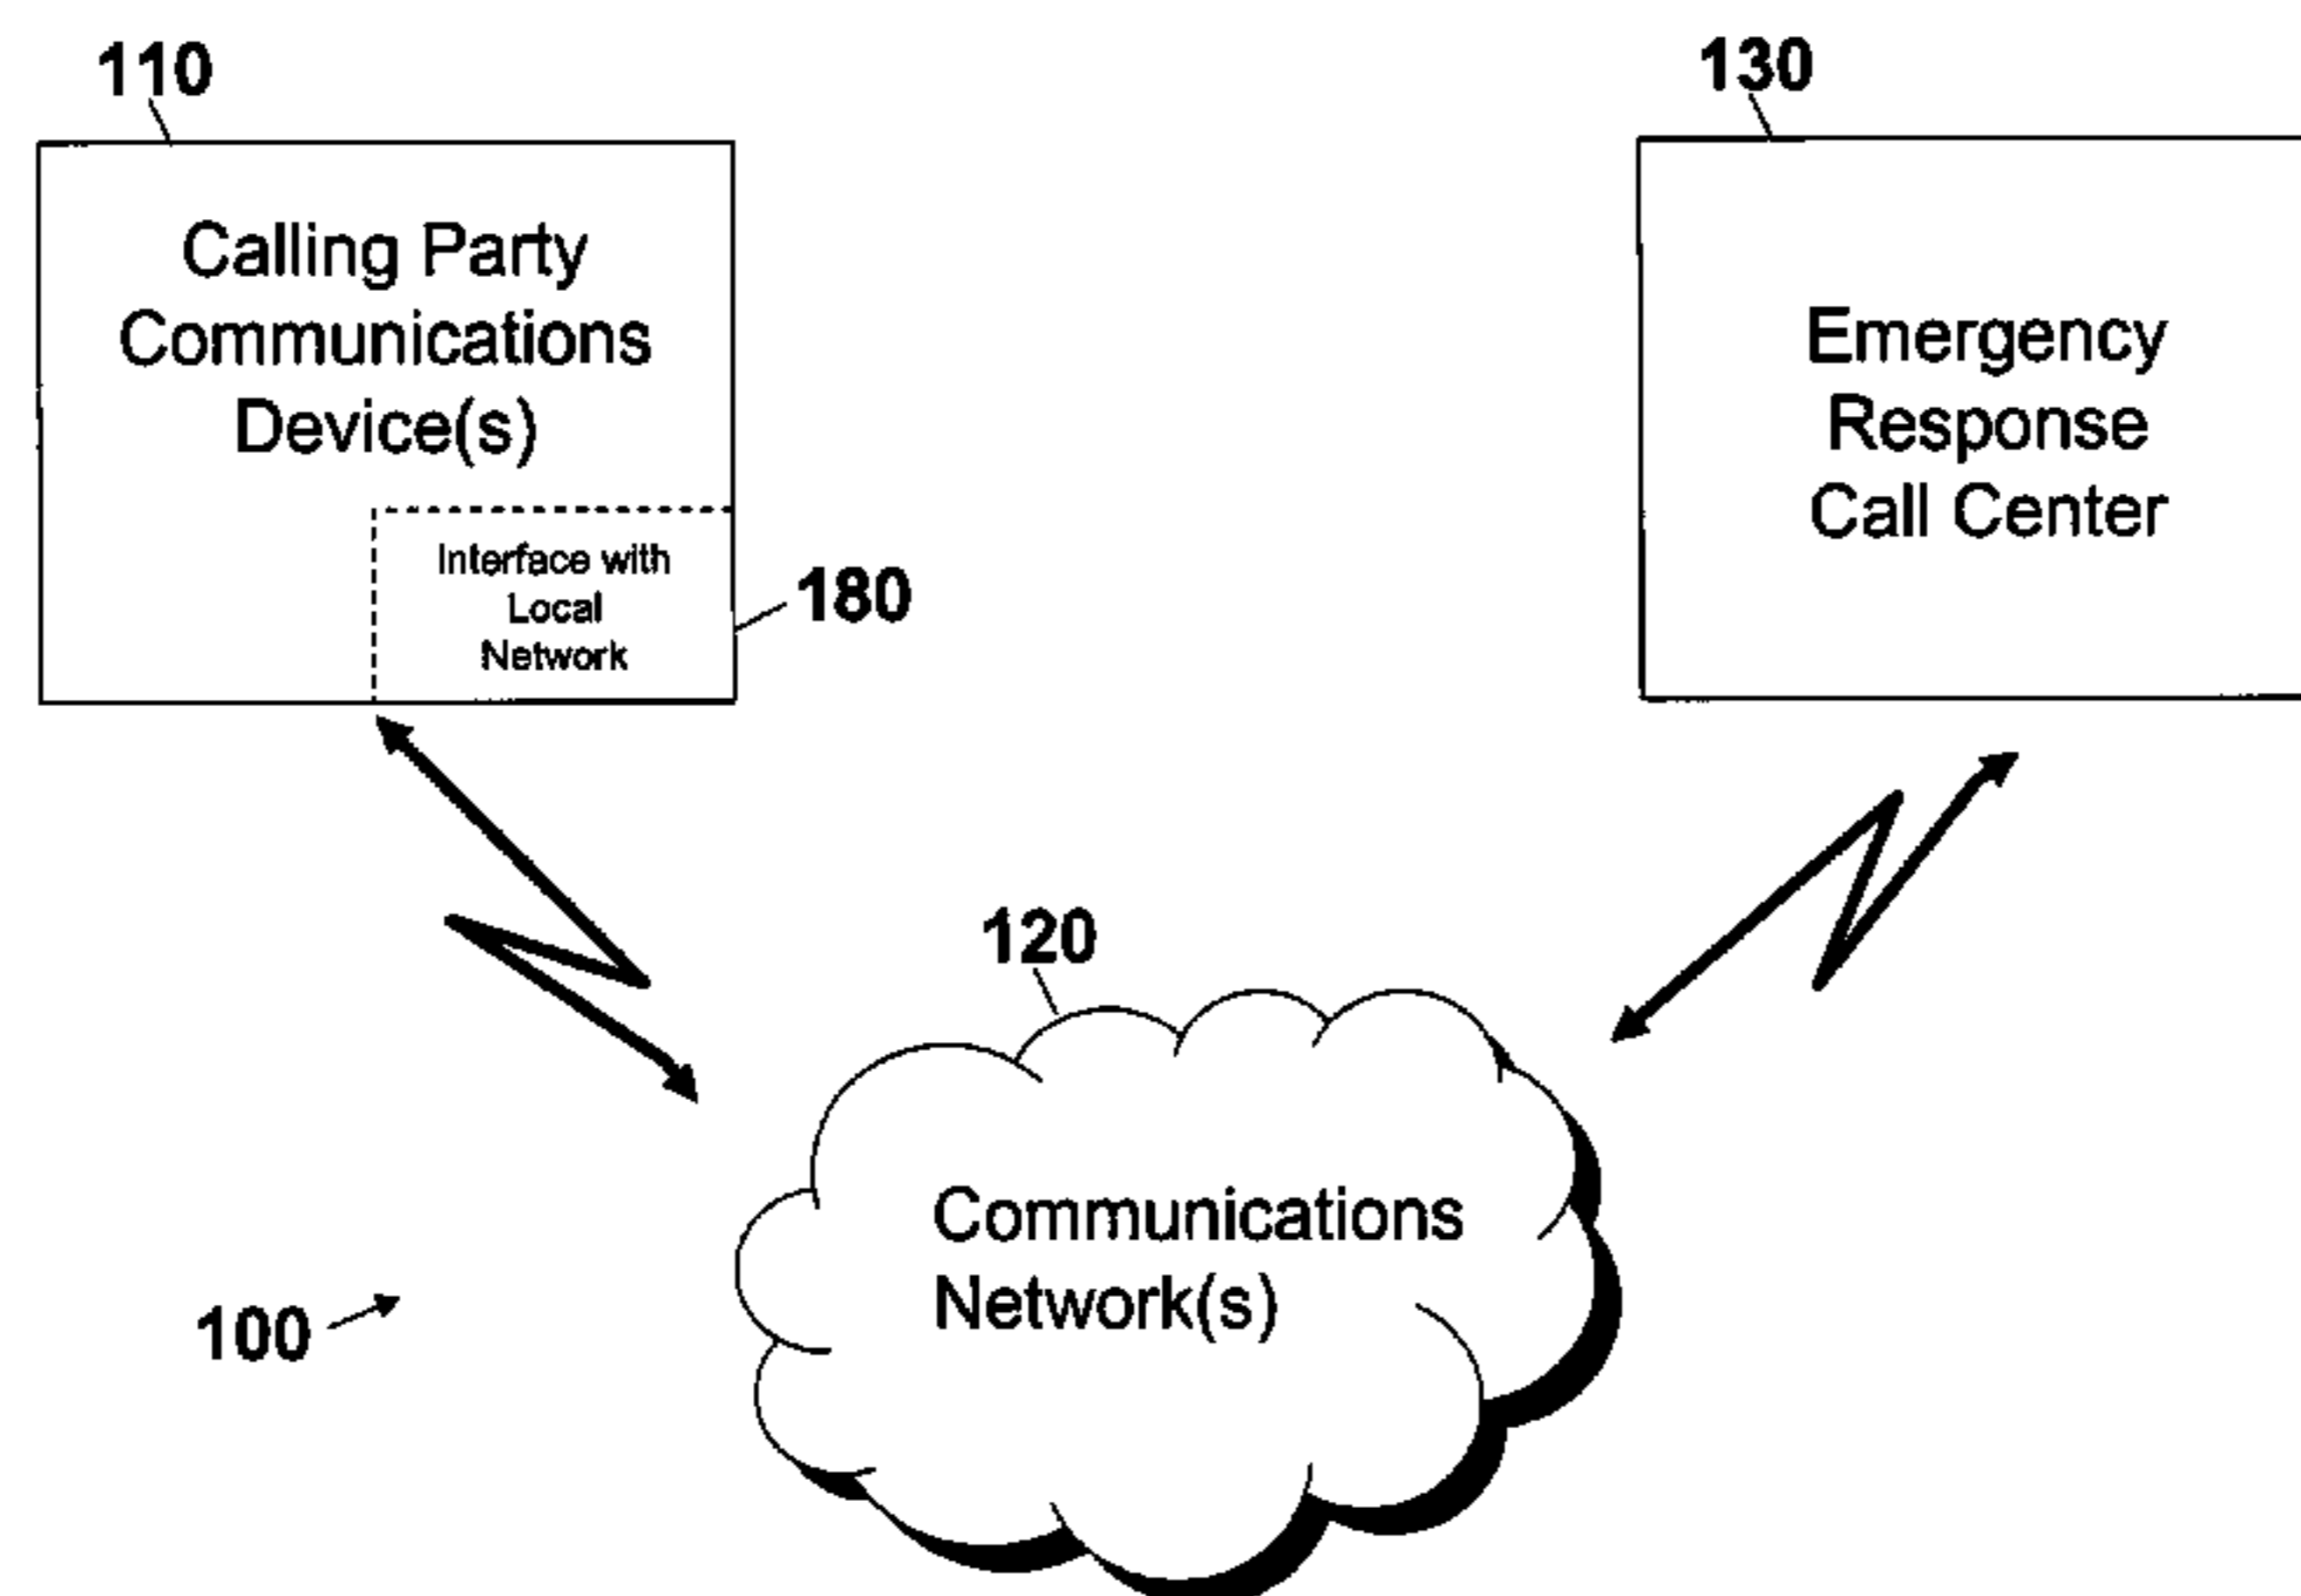 110
Calling Party
Communications
Device(s)
Interface with
Local
Network
180
130
Emergency
Response
Call Center
120
Communications
Network(s)
100